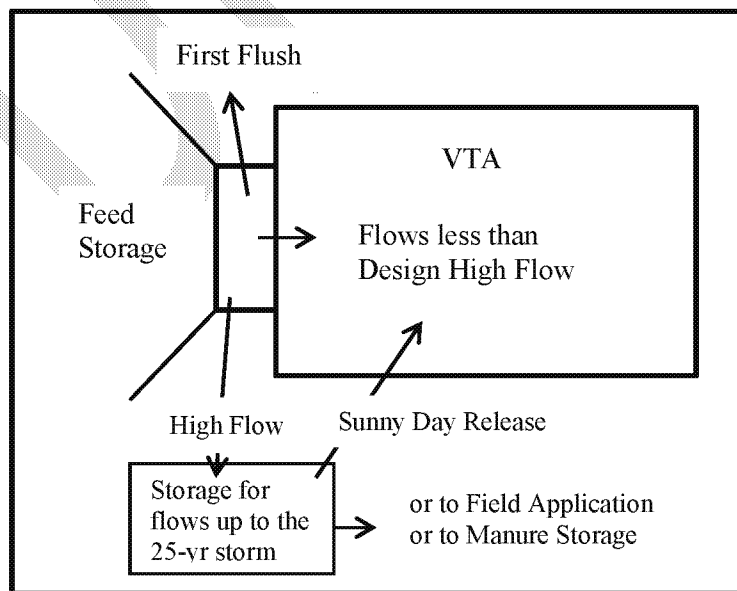 First Flush
VTA
Feed
Storage
Flows less than
Design High Flow
High Flow
Sunny Day Release
Storage for
flows up to the
25-yr storm
or to Field Application
or to Manure Storage